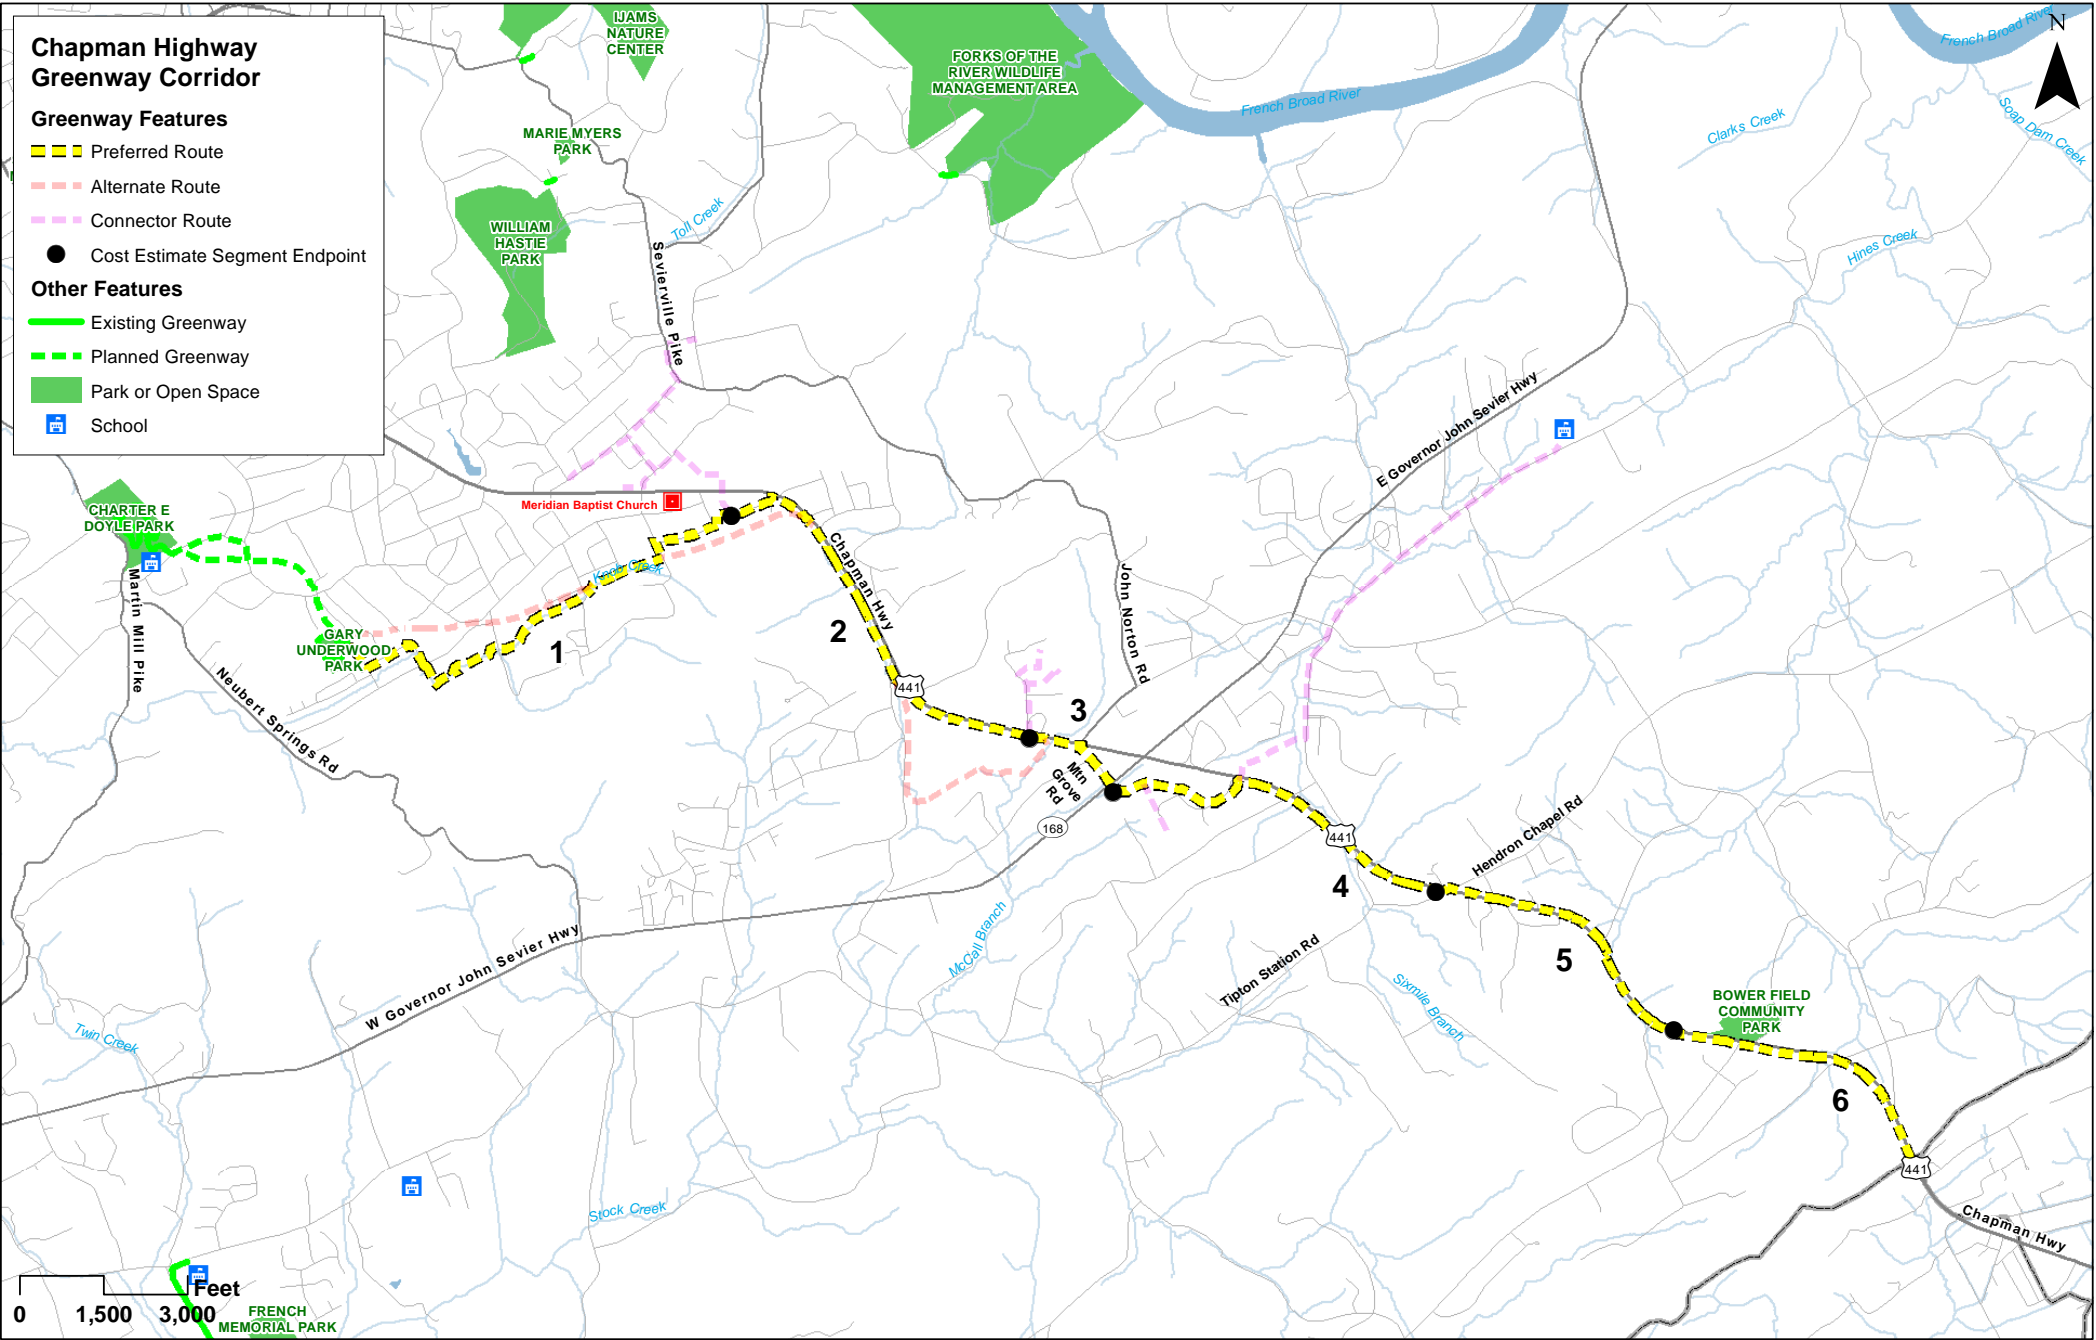 Chapman Highway
Greenway Corridor
Greenway Features
Preferred Route
Alternate Route
Connector Route
Cost Estimate Segment Endpoint
Other Features
Existing Greenway
Planned Greenway
Park or Open Space
School
IJAMS
NATURE
CENTER
FORKS OF THE
RIVER WILDLIFE
MANAGEMENT AREA
French Broad River
French Broad River
N
Clarks Creek
Soap Dam Creek
MARIE MYERS
PARK
WILLIAM
HASTIE
PARK
Toll Creek
Sevierville Pike
Hines Creek
E Governor John Sevier Hwy
Meridian Baptist Church
CHARTER E
DOYLE PARK
Martin Mill Pike
Knob Creek
Chapman Hwy
John Norton Rd
GARY
UNDERWOOD
PARK
1
2
3
441
Neubert Springs Rd
Mtn
Grove
Rd
168
441
4
Hendron Chapel Rd
5
McCall Branch
Tipton Station Rd
Sixmile Branch
W Governor John Sevier Hwy
BOWER FIELD
COMMUNITY
PARK
Twin Creek
6
441
Chapman Hwy
Stock Creek
Feet
0 1,500 3,000
FRENCH
MEMORIAL PARK